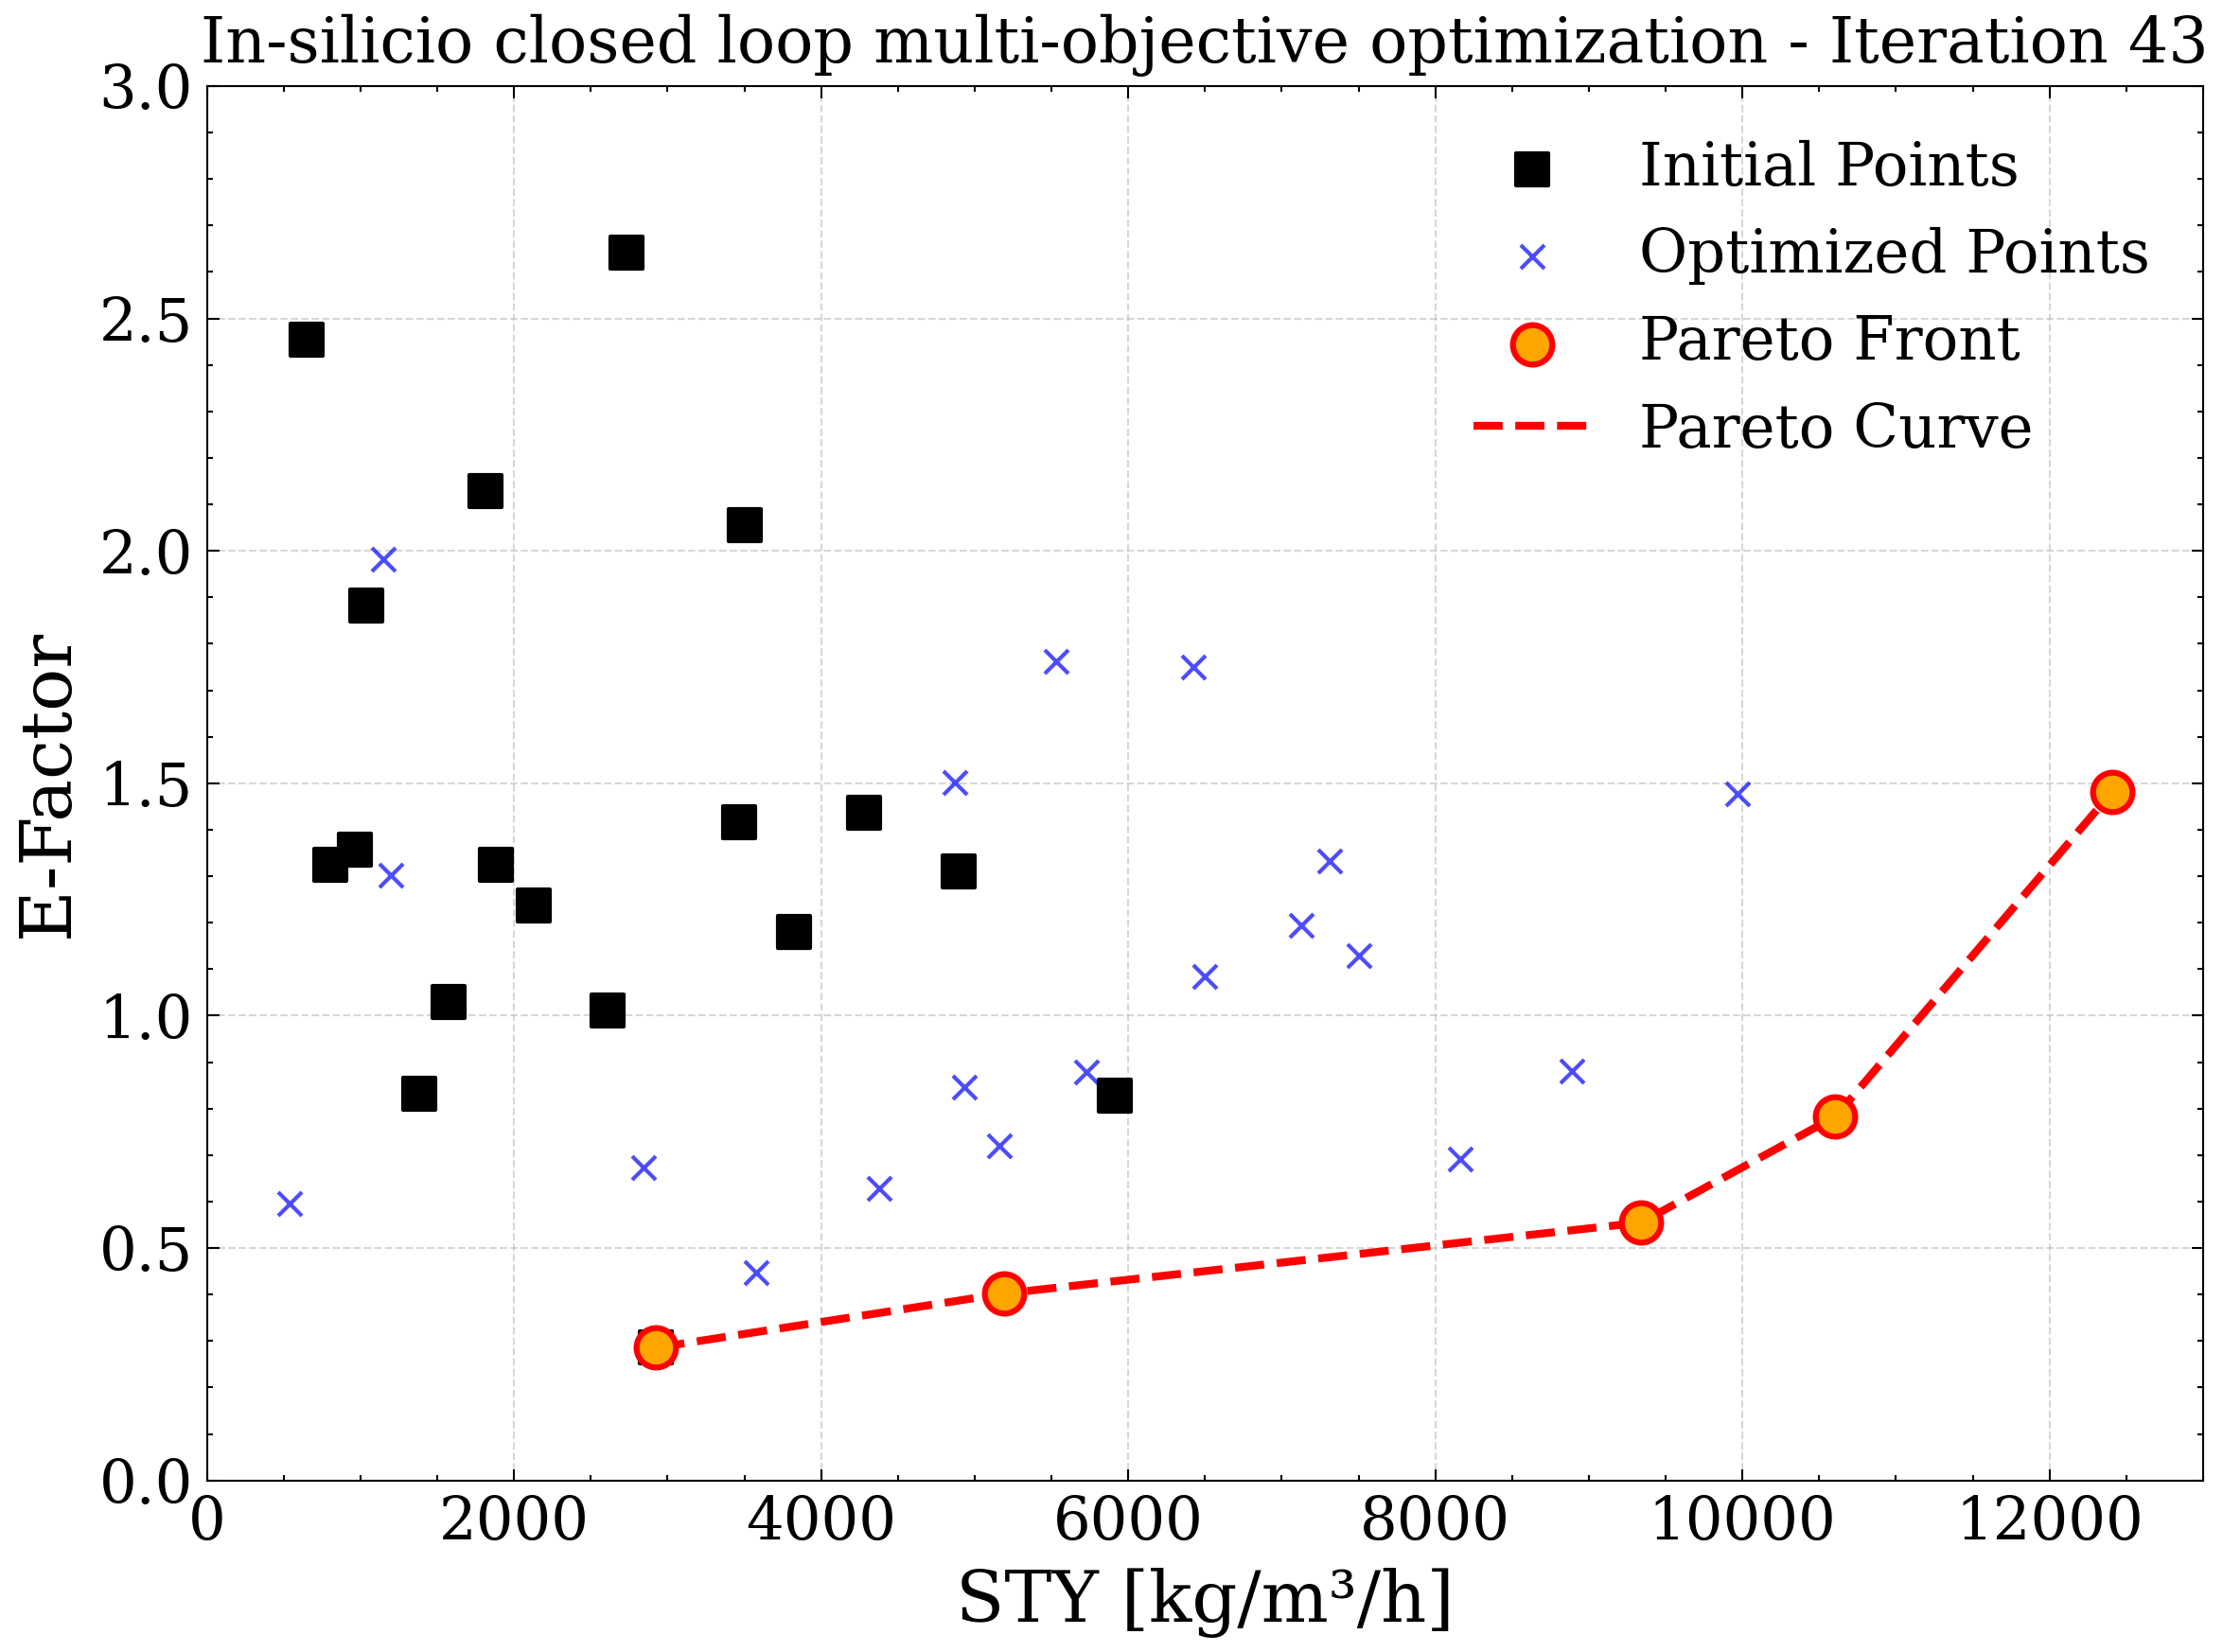 In-silicio closed loop multi-objective optimization - Iteration 43
3.0
2.5
2.0
1.5
1.0
0.5
0.0
E-Factor
Initial Points
Optimized Points
Pareto Front
Pareto Curve
0 2000 4000 6000 8000 10000 12000
STY [kg/m³/h]